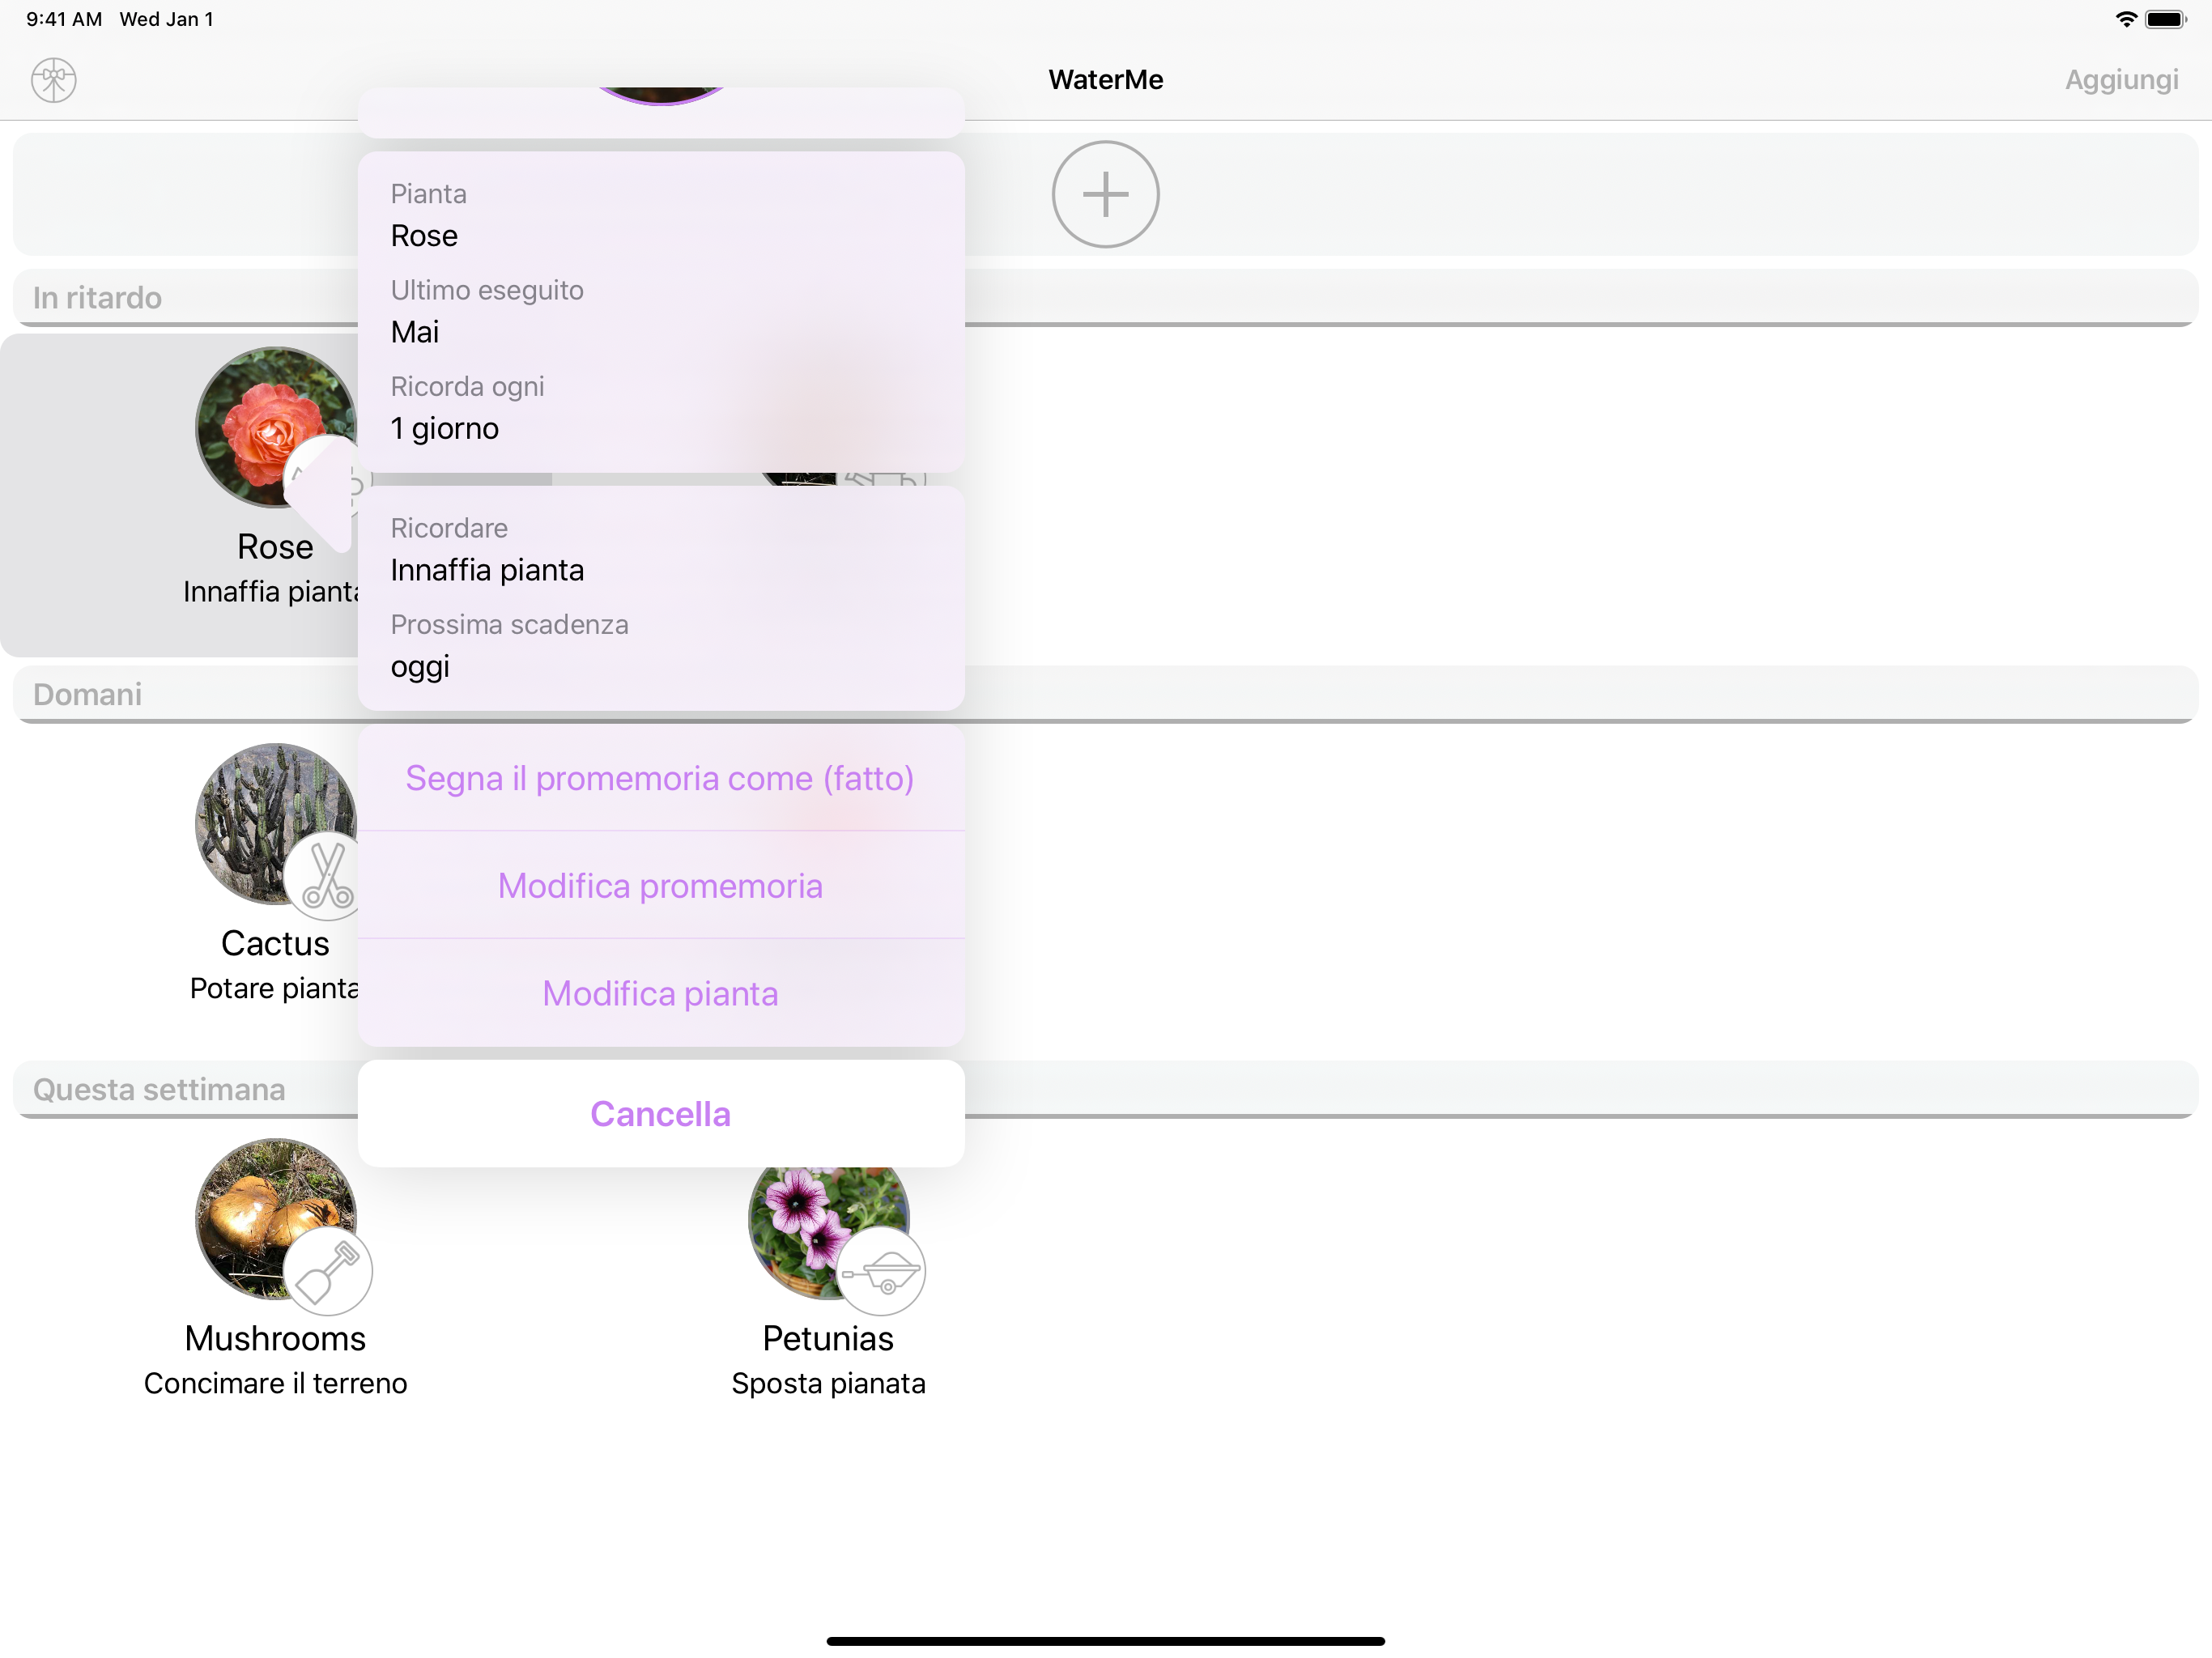 9:41 AM Wed Jan 1
WaterMe
Aggiungi
In ritardo
Rose
Innaffia pianta
Pianta
Rose
Ultimo eseguito
Mai
Ricorda ogni
1 giorno
Ricordare
Innaffia pianta
Prossima scadenza
oggi
Segna il promemoria come (fatto)
Modifica promemoria
Modifica pianta
Cancella
Domani
Cactus
Potare pianta
Questa settimana
Mushrooms
Concimare il terreno
Petunias
Sposta pianata